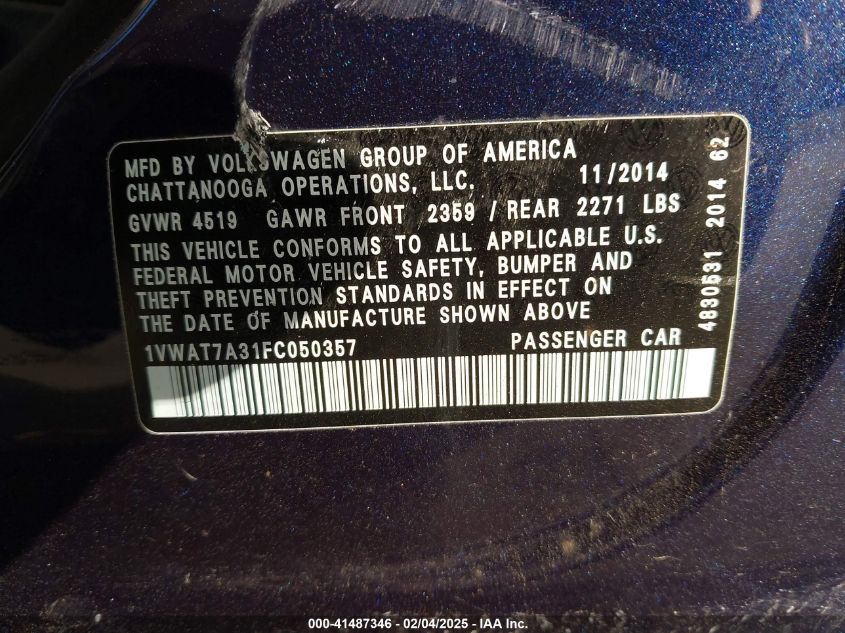 MFD BY VOLKSWAGEN GROUP OF AMERICA
CHATTANOOGA OPERATIONS, LLC. 11/2014
GVWR 4519 GAWR FRONT 2359 / REAR 2271 LBS
THIS VEHICLE CONFORMS TO ALL APPLICABLE U.S.
FEDERAL MOTOR VEHICLE SAFETY, BUMPER AND
THEFT PREVENTION STANDARDS IN EFFECT ON
THE DATE OF MANUFACTURE SHOWN ABOVE
1VWAT7A31FC050357 PASSENGER CAR
4830531 2014 62
000-41487346 - 02/04/2025 - IAA Inc.